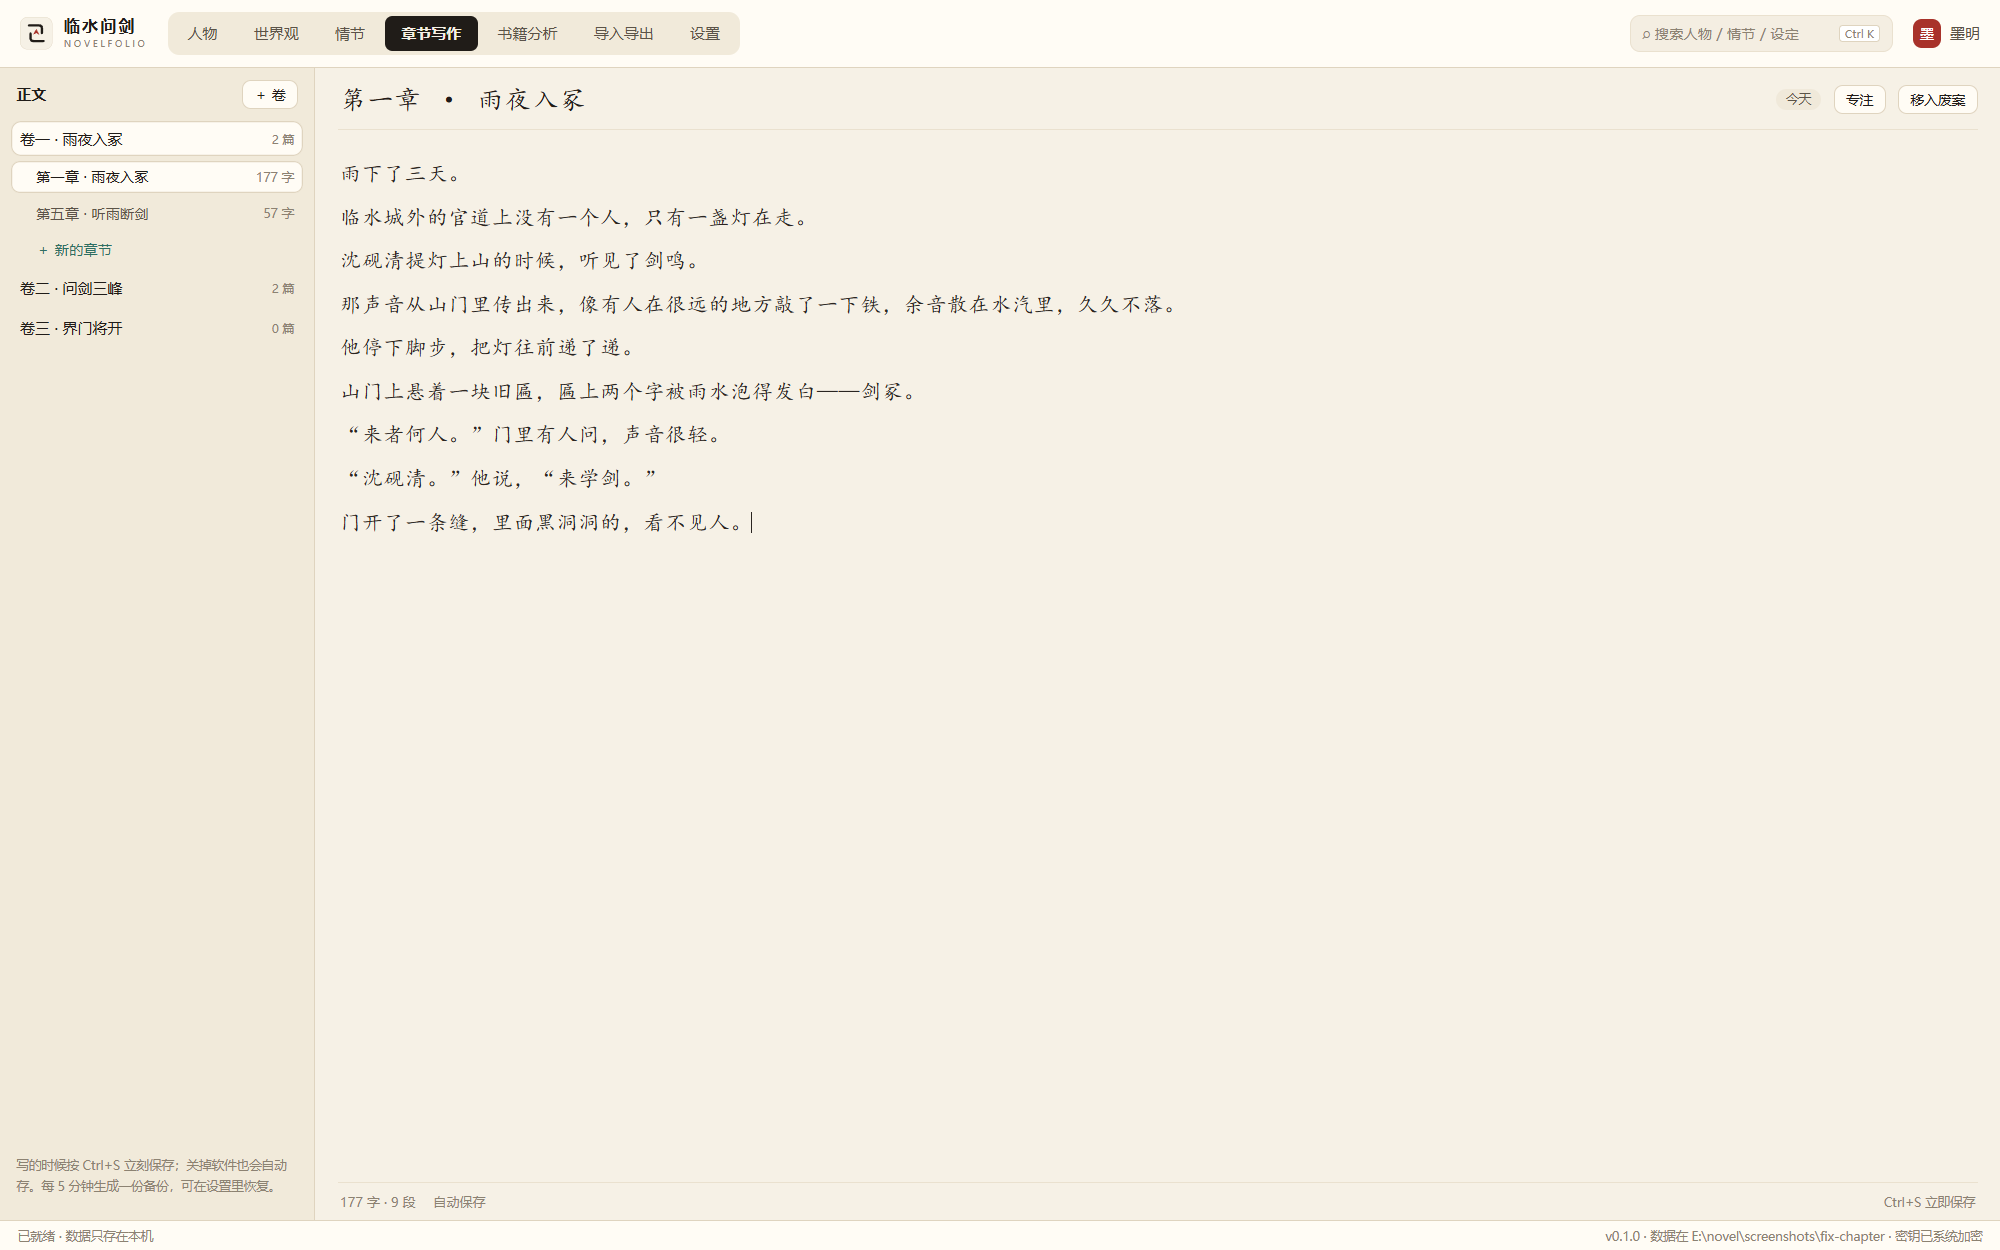 临水问剑
NOVELFOLIO
人物 世界观 情节 章节写作 书籍分析 导入导出 设置
搜索人物 / 情节 / 设定 Ctrl K
墨 墨明
正文
+ 卷
卷一 · 雨夜入冢 2 篇
第一章 · 雨夜入冢 177 字
第五章 · 听雨断剑 57 字
+ 新的章节
卷二 · 问剑三峰 2 篇
卷三 · 界门将开 0 篇
写的时候按 Ctrl+S 立刻保存；关掉软件也会自动
存。每 5 分钟生成一份备份，可在设置里恢复。
第一章 • 雨夜入冢
今天 专注 移入废案
雨下了三天。
临水城外的官道上没有一个人，只有一盏灯在走。
沈砚清提灯上山的时候，听见了剑鸣。
那声音从山门里传出来，像有人在很远的地方敲了一下铁，余音散在水汽里，久久不落。
他停下脚步，把灯往前递了递。
山门上悬着一块旧匾，匾上两个字被雨水泡得发白——剑冢。
“来者何人。”门里有人问，声音很轻。
“沈砚清。”他说，“来学剑。”
门开了一条缝，里面黑洞洞的，看不见人。
177 字 · 9 段 自动保存
Ctrl+S 立即保存
已就绪 · 数据只存在本机
v0.1.0 · 数据在 E:\novel\screenshots\fix-chapter · 密钥已系统加密